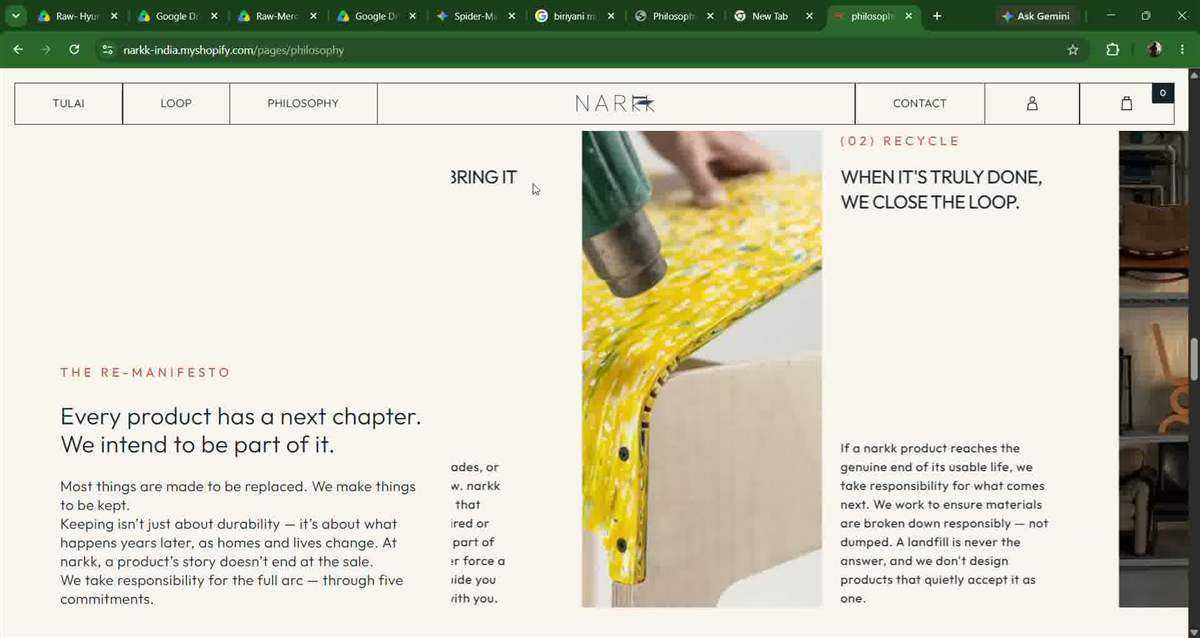 Raw- Hyun
Google Dr
Raw-Merc
Google Dri
Spider-Ma
biriyani m
Philosoph
New Tab
philosoph
Ask Gemini
narkk-india.myshopify.com/pages/philosophy
TULAI
LOOP
PHILOSOPHY
NARKK
CONTACT
0
THE RE-MANIFESTO
Every product has a next chapter.
We intend to be part of it.
Most things are made to be replaced. We make things
to be kept.
Keeping isn't just about durability — it's about what
happens years later, as homes and lives change. At
narkk, a product's story doesn't end at the sale.
We take responsibility for the full arc — through five
commitments.
BRING IT
ades, or
w. narkk
that
ired or
part of
er force a
uide you
with you.
(02) RECYCLE
WHEN IT'S TRULY DONE,
WE CLOSE THE LOOP.
If a narkk product reaches the
genuine end of its usable life, we
take responsibility for what comes
next. We work to ensure materials
are broken down responsibly — not
dumped. A landfill is never the
answer, and we don't design
products that quietly accept it as
one.